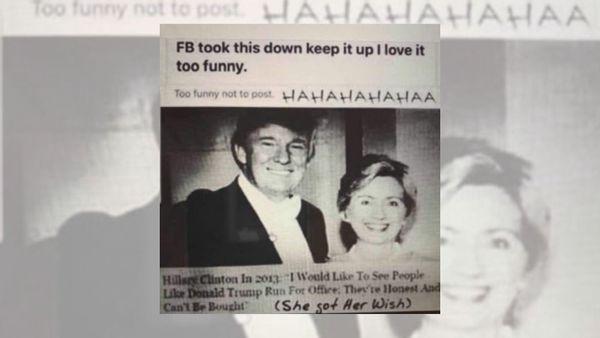 Too funny not to post. HAHAHAHAHAA
FB took this down keep it up I love it
too funny.
Too funny not to post. HAHAHAHAHAA
Hillary Clinton In 2013: "I Would Like To See People
Like Donald Trump Run For Office; They're Honest And
Can't Be Bought" (She got Her Wish)